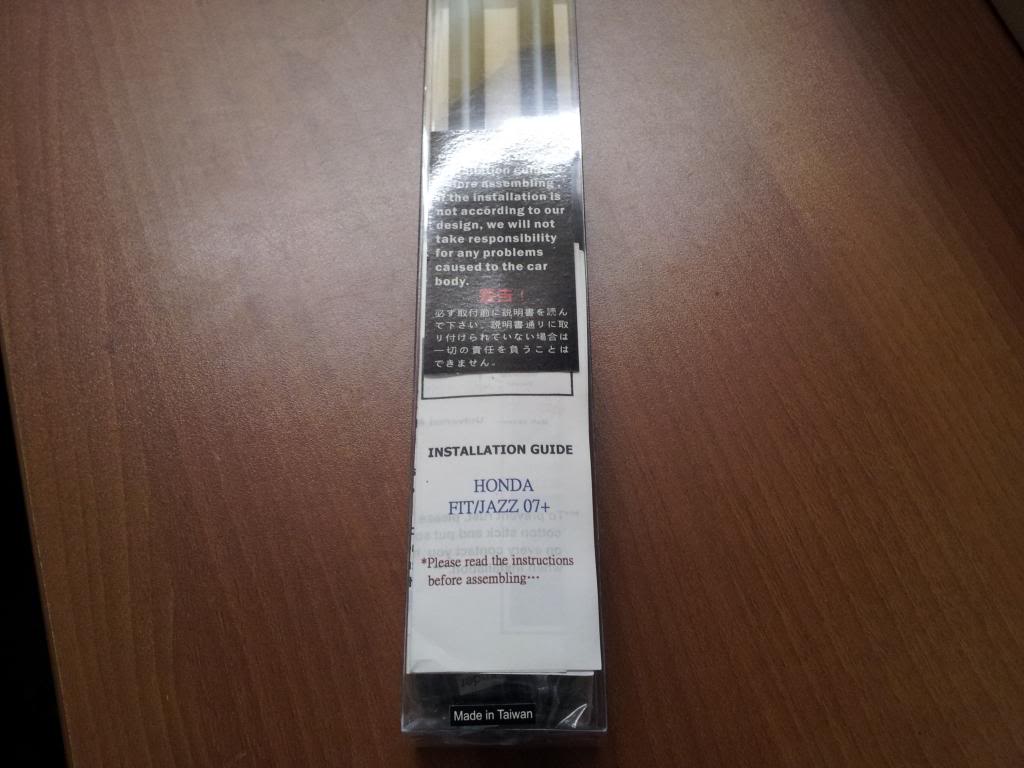 before assembling
if the installation is
not according to our
design, we will not
take responsibility
for any problems
caused to the car
body.
必ず取付前に説明書を読ん
で下さい。説明書通りに取
り付けられていない場合は
一切の責任を負うことは
できません。
INSTALLATION GUIDE
HONDA
FIT/JAZZ 07+
*Please read the instructions
before assembling…
Made in Taiwan